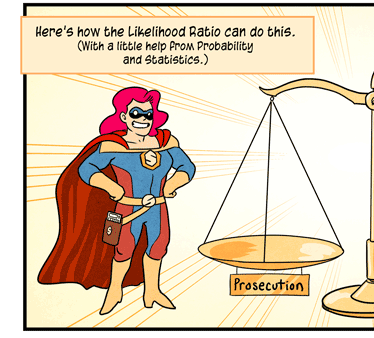 Here's how the Likelihood Ratio can do this.
(With a little help from Probability
and Statistics.)
Prosecution